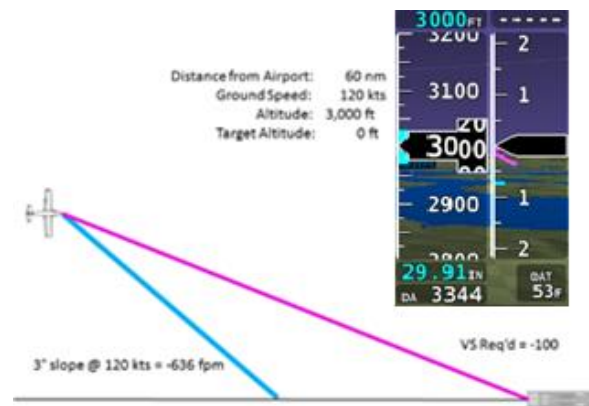 3000FT -----
3200
2
Distance from Airport: 60 nm
Ground Speed: 120 kts
Altitude: 3,000 ft
Target Altitude: 0 ft
3100
1
20
3000
2900
1
2800
2
29.91IN
OAT
DA 3344
53F
VS Req'd = -100
3° slope @ 120 kts = -636 fpm